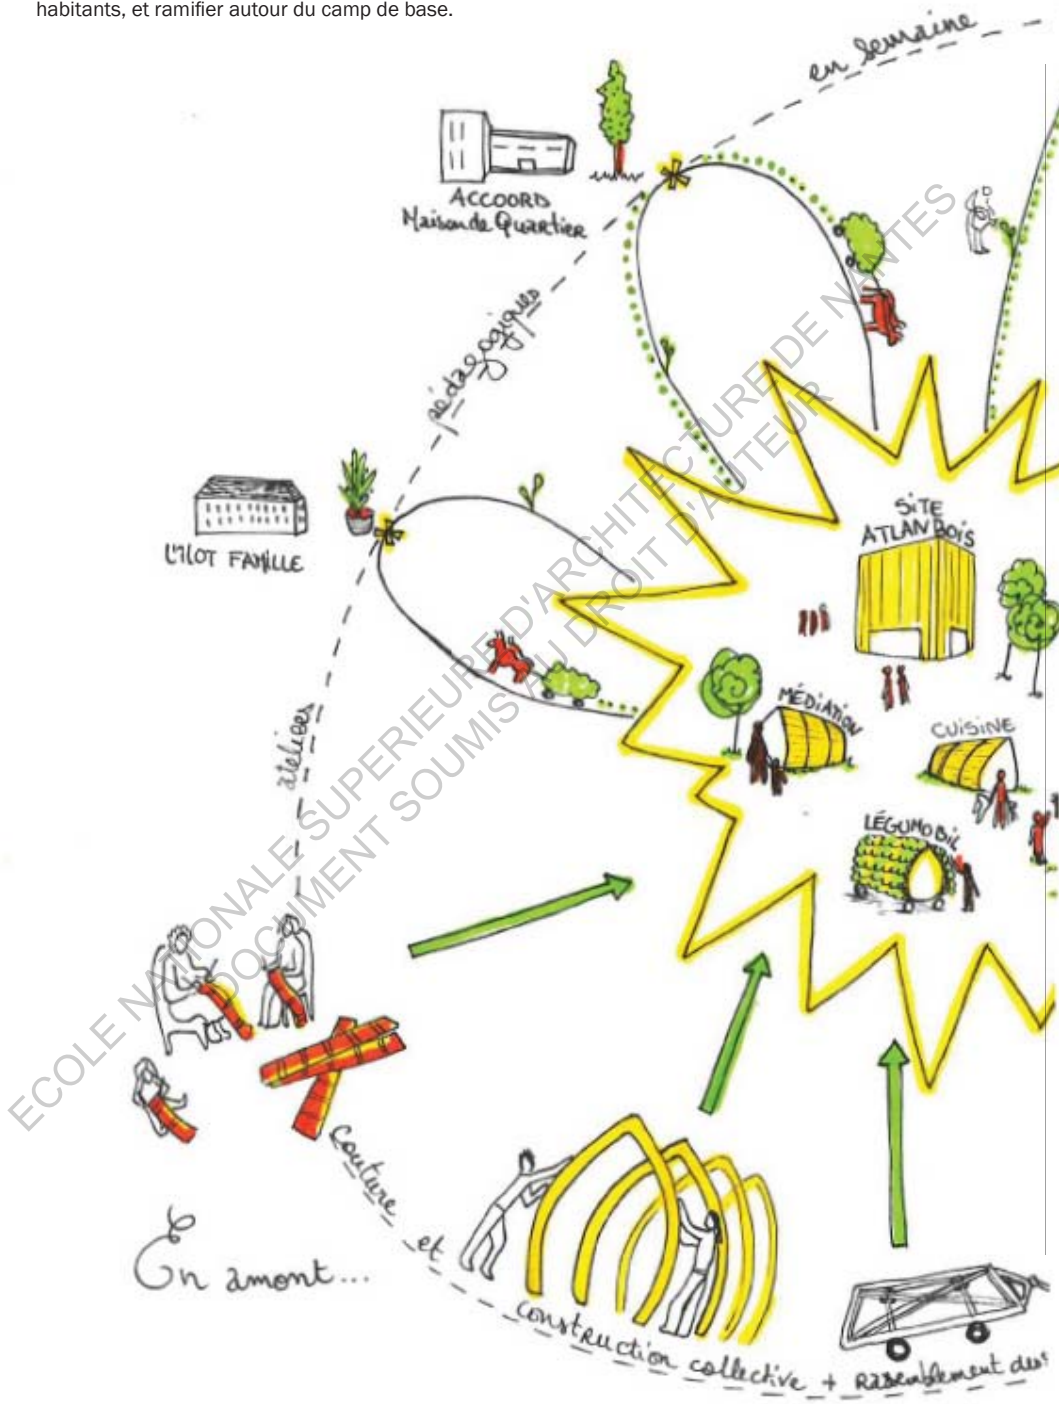 habitants, et ramifier autour du camp de base.
en semaine
ACCOORD
Maison de Quartier
pédagogiques
L'ILOT FAMILLE
SITE
ATLANBOIS
MÉDIATION
CUISINE
LÉGUMOBIL
ateliers
couture et
construction collective + rassemblement des
En amont...
ECOLE NATIONALE SUPERIEURE D'ARCHITECTURE DE NANTES
DOCUMENT SOUMIS AU DROIT D'AUTEUR